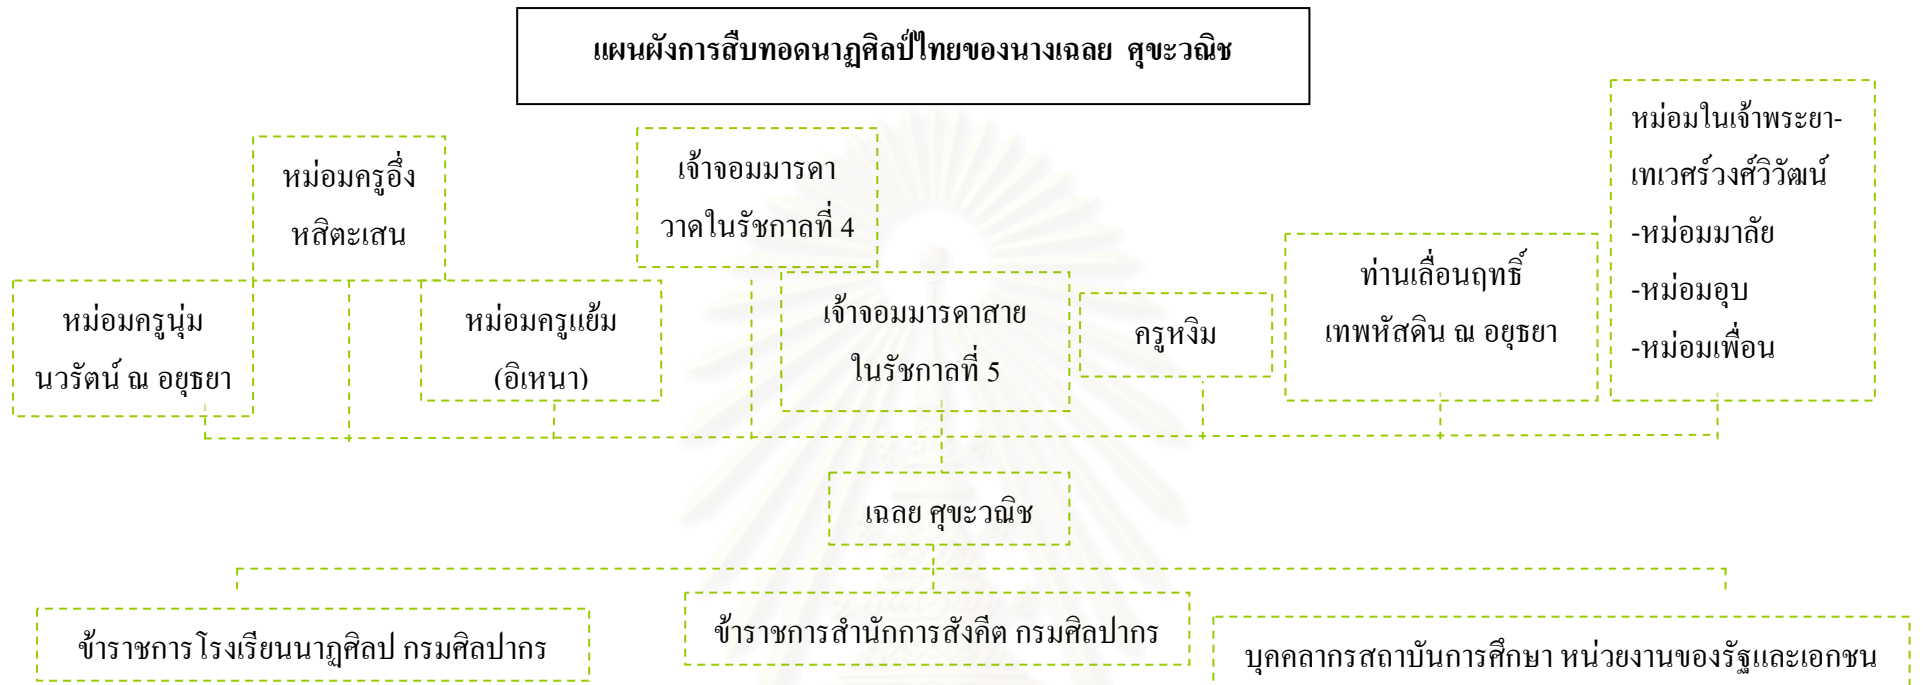 แผนผังการสืบทอดนาฏศิลป์ไทยของนางเฉลย ศุขะวณิช
หม่อมครูอึ่ง
หสิตะเสน
เจ้าจอมมารดา
วาดในรัชกาลที่ 4
หม่อมในเจ้าพระยา-
เทเวศร์วงศ์วิวัฒน์
-หม่อมมาลัย
-หม่อมอุบ
-หม่อมเพื่อน
หม่อมครูนุ่ม
นวรัตน์ ณ อยุธยา
หม่อมครูแย้ม
(อิเหนา)
เจ้าจอมมารดาสาย
ในรัชกาลที่ 5
ครูหงิม
ท่านเลื่อนฤทธิ์
เทพหัสดิน ณ อยุธยา
เฉลย ศุขะวณิช
ข้าราชการโรงเรียนนาฏศิลป กรมศิลปากร
ข้าราชการสำนักการสังคีต กรมศิลปากร
บุคคลากรสถาบันการศึกษา หน่วยงานของรัฐและเอกชน